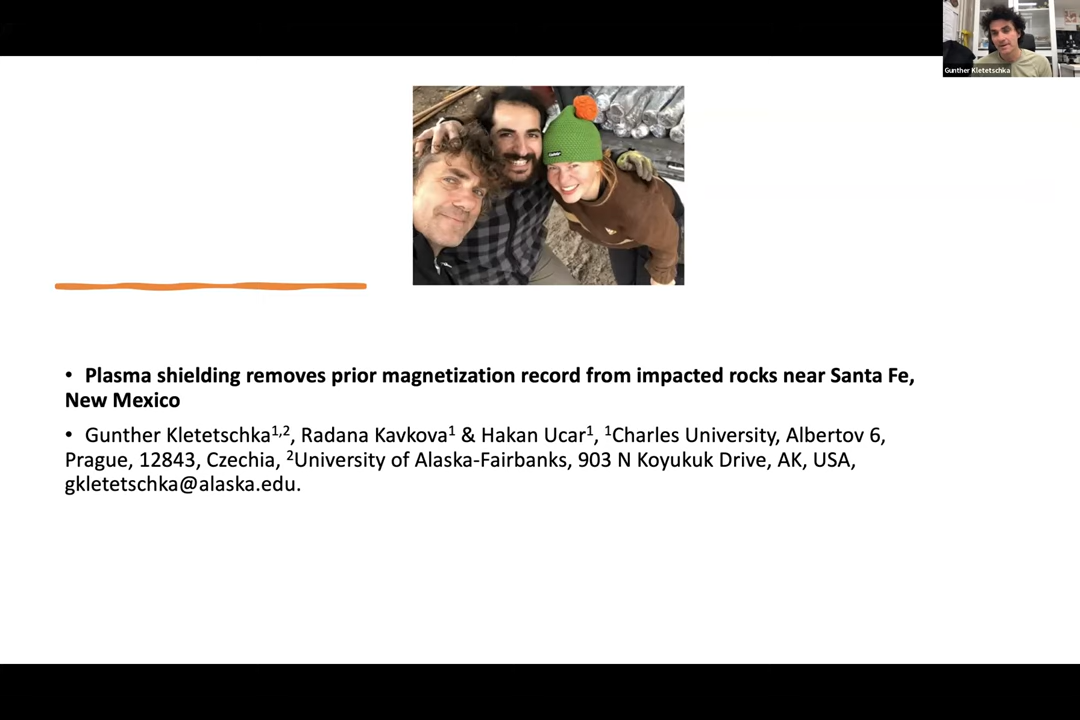 Gunther Kletetschka
• Plasma shielding removes prior magnetization record from impacted rocks near Santa Fe,
New Mexico
• Gunther Kletetschka1,2, Radana Kavkova1 & Hakan Ucar1, 1Charles University, Albertov 6,
Prague, 12843, Czechia, 2University of Alaska-Fairbanks, 903 N Koyukuk Drive, AK, USA,
gkletetschka@alaska.edu.